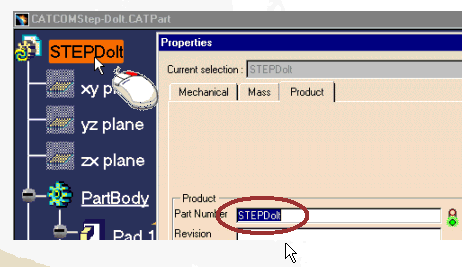 CATCOMStep-DoIt.CATPart
STEPDoIt
Properties
Current selection : STEPDoIt
Mechanical Mass Product
xy p
yz plane
zx plane
PartBody
Product
Part Number STEPDoIt
Revision
Pad.1